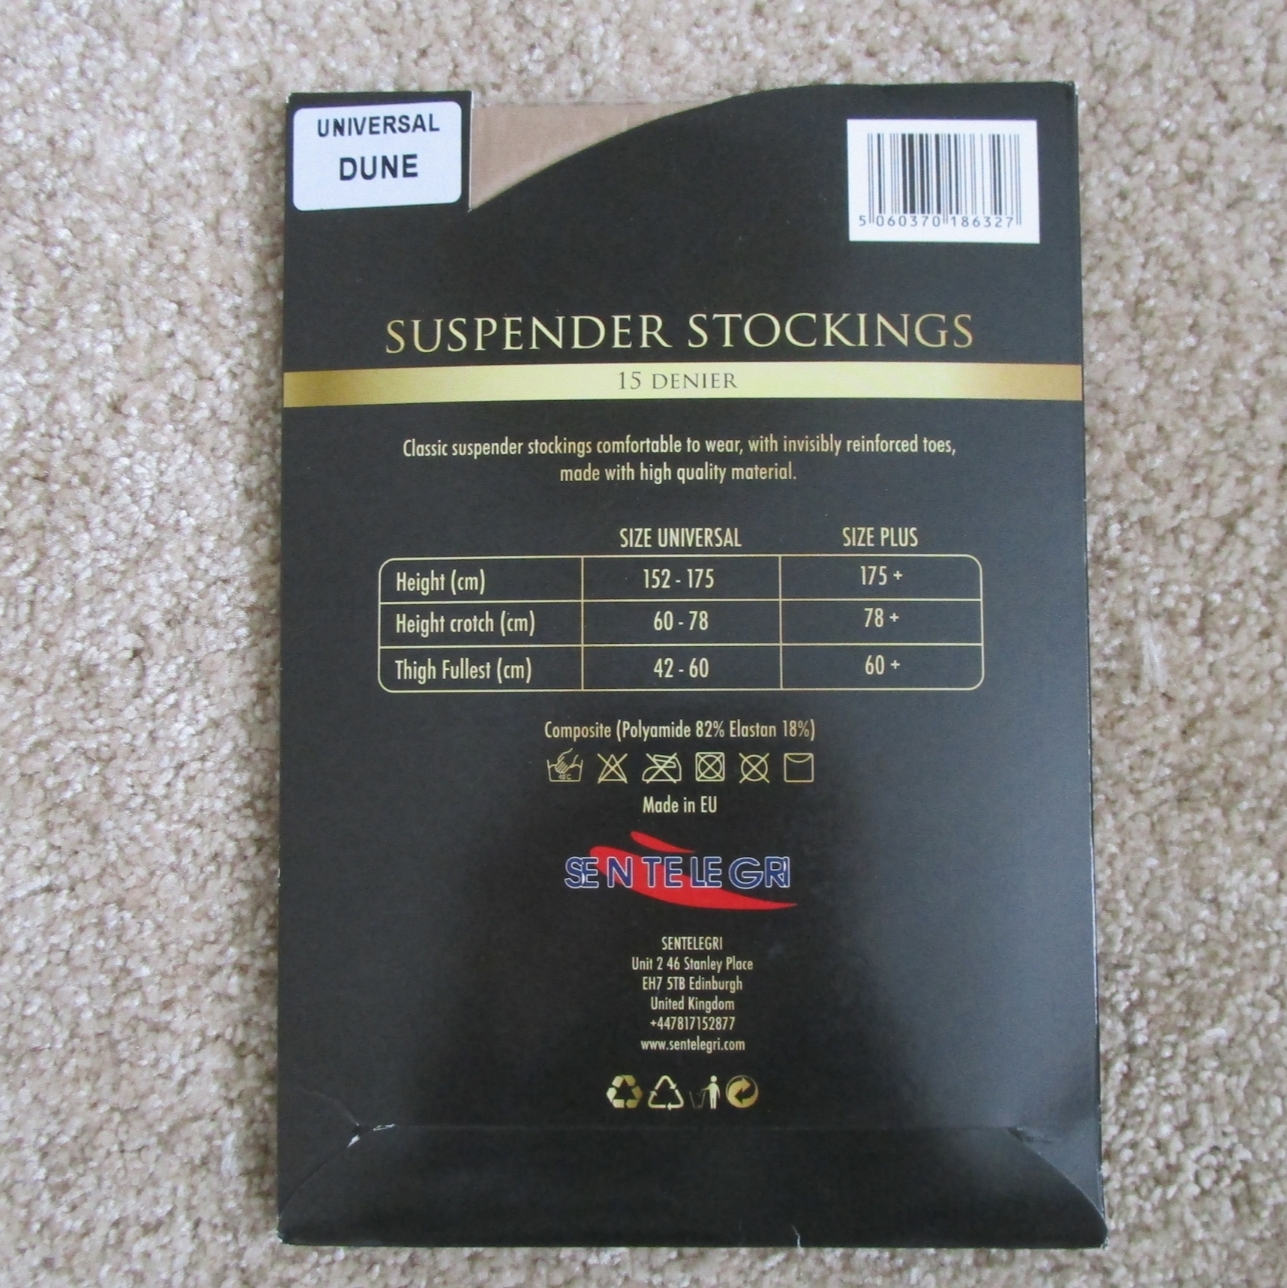 UNIVERSAL
DUNE
5 060370 186327
SUSPENDER STOCKINGS
15 DENIER
Classic suspender stockings comfortable to wear, with invisibly reinforced toes,
made with high quality material.
SIZE UNIVERSAL SIZE PLUS
Height (cm) 152 - 175 175 +
Height crotch (cm) 60 - 78 78 +
Thigh Fullest (cm) 42 - 60 60 +
Composite (Polyamide 82% Elastan 18%)
Made in EU
SENTELEGRI
SENTELEGRI
Unit 2 46 Stanley Place
EH7 5TB Edinburgh
United Kingdom
+447817152877
www.sentelegri.com